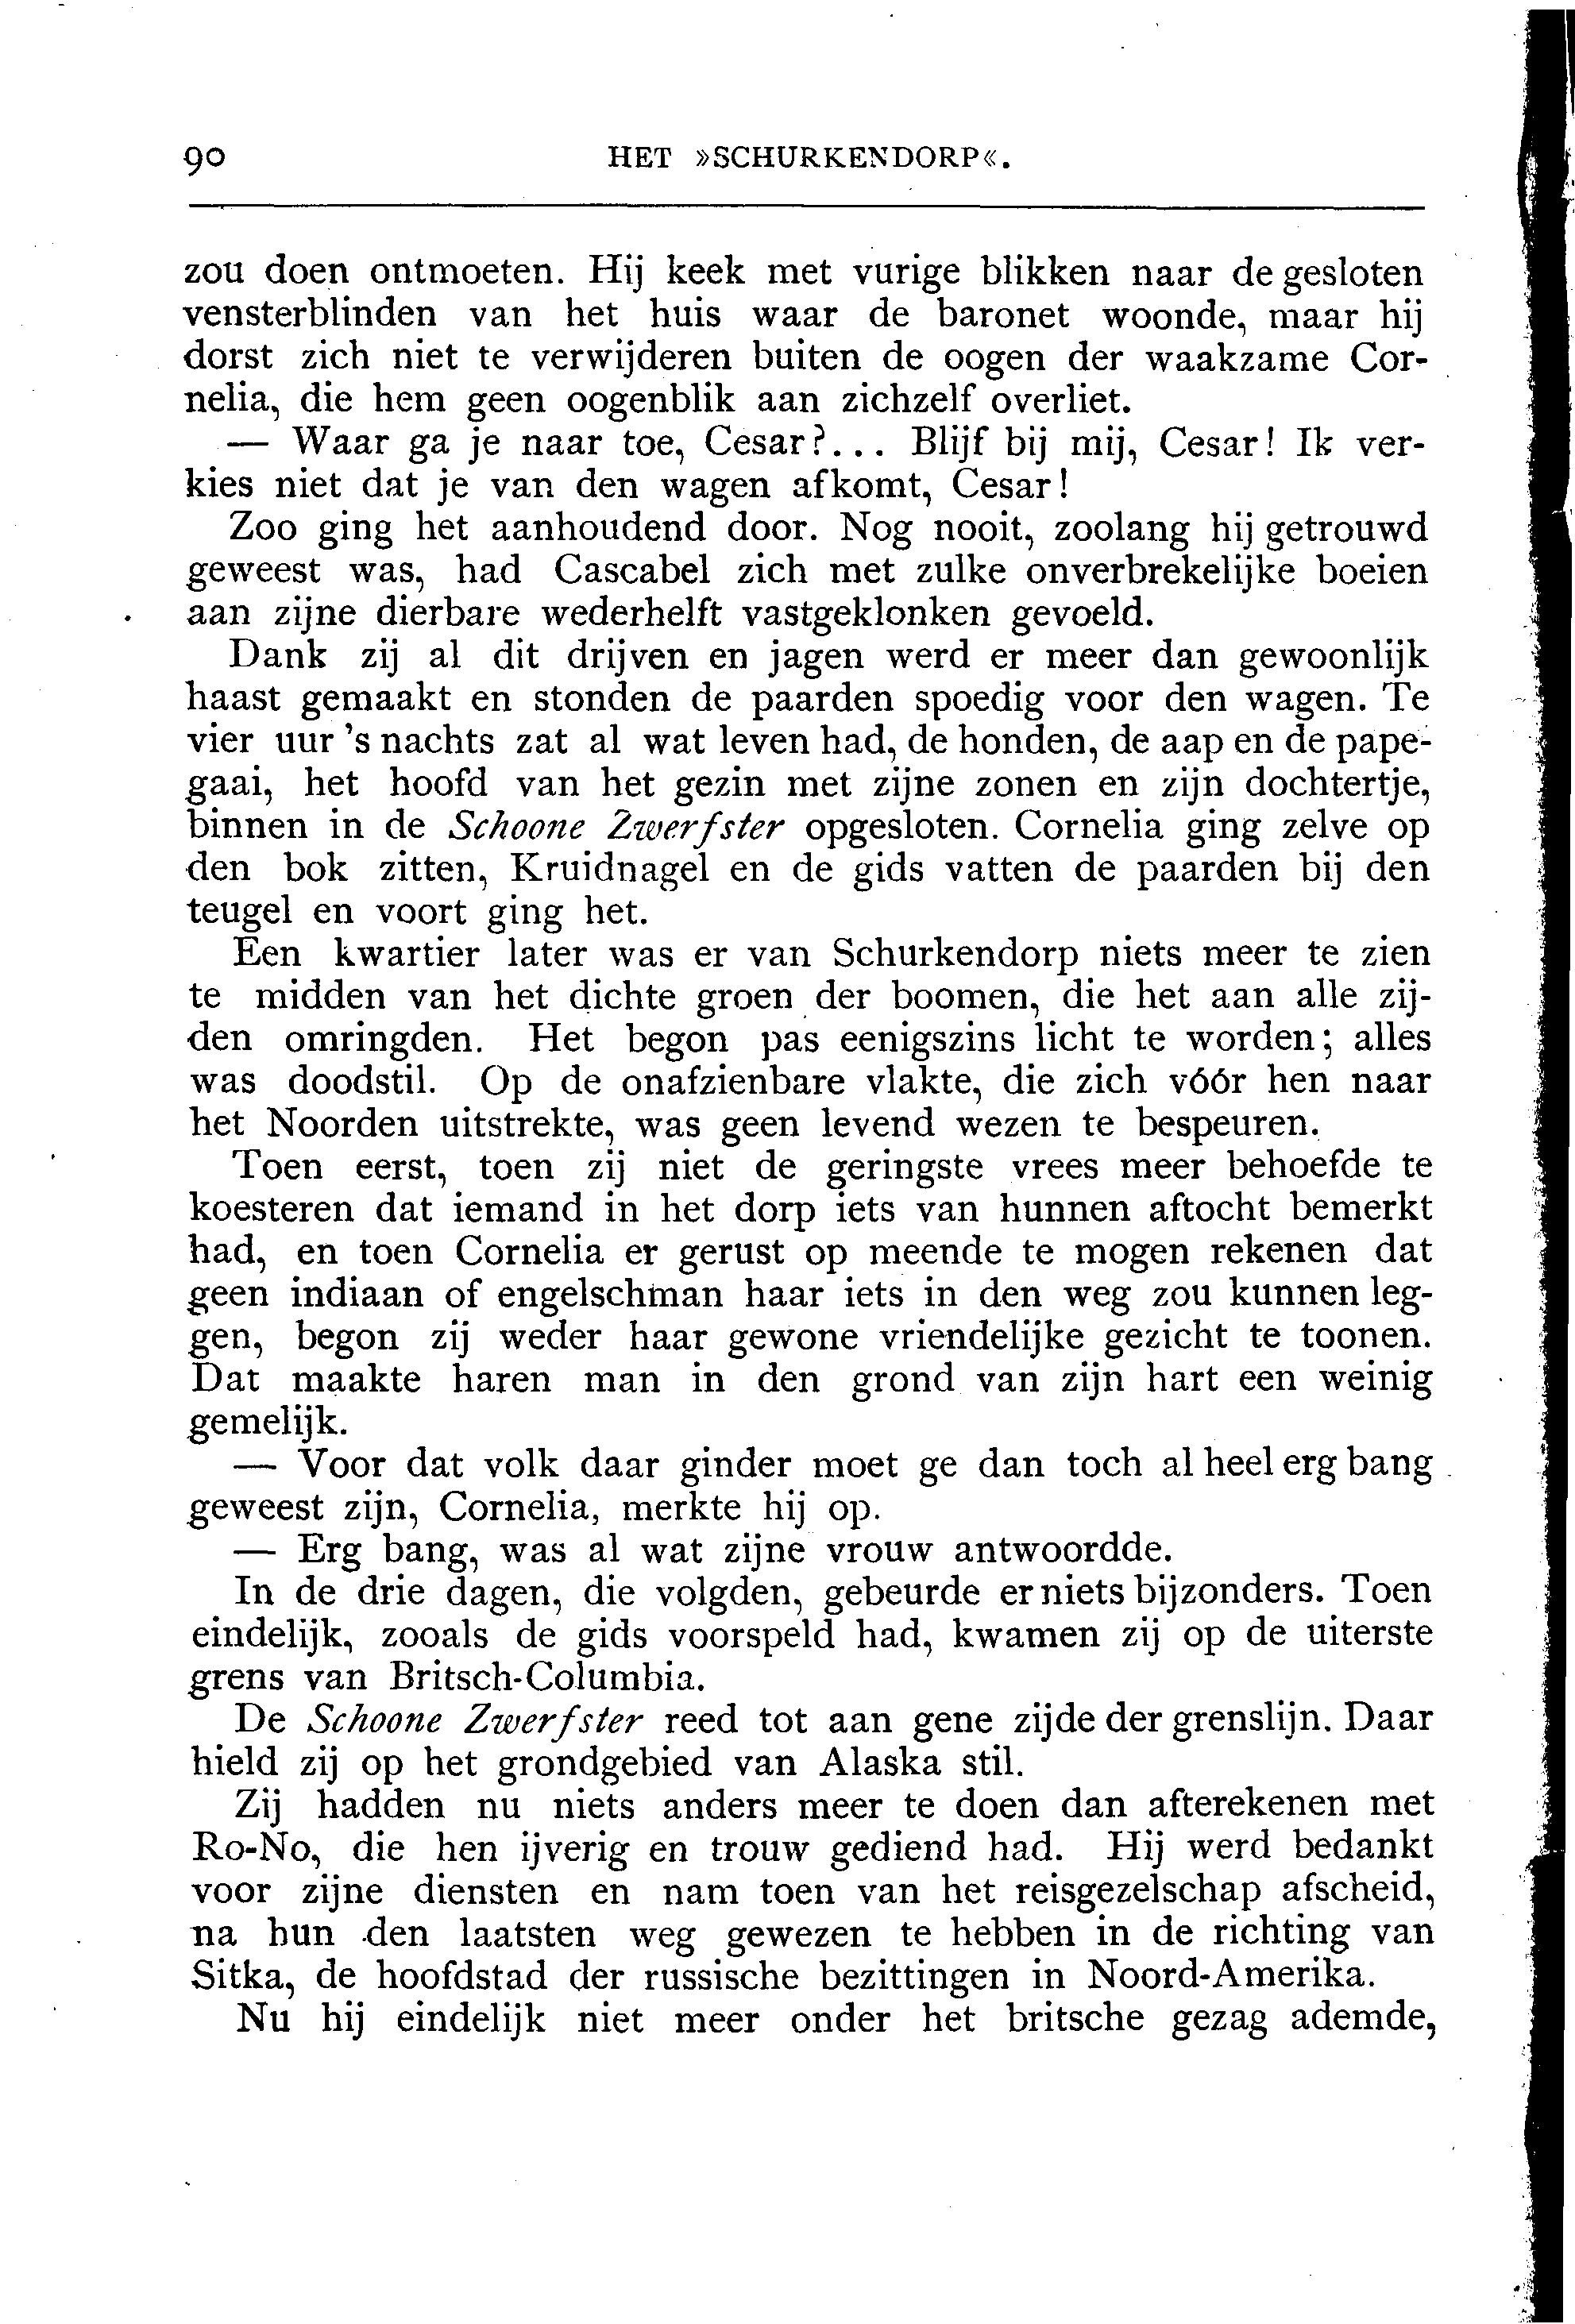 90 HET »SCHURKENDORP«.
zou doen ontmoeten. Hij keek met vurige blikken naar de gesloten
vensterblinden van het huis waar de baronet woonde, maar hij
dorst zich niet te verwijderen buiten de oogen der waakzame Cor-
nelia, die hem geen oogenblik aan zichzelf overliet.
— Waar ga je naar toe, Cesar?... Blijf bij mij, Cesar! Ik ver-
kies niet dat je van den wagen afkomt, Cesar!
Zoo ging het aanhoudend door. Nog nooit, zoolang hij getrouwd
geweest was, had Cascabel zich met zulke onverbrekelijke boeien
aan zijne dierbare wederhelft vastgeklonken gevoeld.
Dank zij al dit drijven en jagen werd er meer dan gewoonlijk
haast gemaakt en stonden de paarden spoedig voor den wagen. Te
vier uur 's nachts zat al wat leven had, de honden, de aap en de pape-
gaai, het hoofd van het gezin met zijne zonen en zijn dochtertje,
binnen in de Schoone Zwerfster opgesloten. Cornelia ging zelve op
den bok zitten, Kruidnagel en de gids vatten de paarden bij den
teugel en voort ging het.
Een kwartier later was er van Schurkendorp niets meer te zien
te midden van het dichte groen der boomen, die het aan alle zij-
den omringden. Het begon pas eenigszins licht te worden; alles
was doodstil. Op de onafzienbare vlakte, die zich vóór hen naar
het Noorden uitstrekte, was geen levend wezen te bespeuren.
Toen eerst, toen zij niet de geringste vrees meer behoefde te
koesteren dat iemand in het dorp iets van hunnen aftocht bemerkt
had, en toen Cornelia er gerust op meende te mogen rekenen dat
geen indiaan of engelschman haar iets in den weg zou kunnen leg-
gen, begon zij weder haar gewone vriendelijke gezicht te toonen.
Dat maakte haren man in den grond van zijn hart een weinig
gemelijk.
— Voor dat volk daar ginder moet ge dan toch al heel erg bang
geweest zijn, Cornelia, merkte hij op.
— Erg bang, was al wat zijne vrouw antwoordde.
In de drie dagen, die volgden, gebeurde er niets bijzonders. Toen
eindelijk, zooals de gids voorspeld had, kwamen zij op de uiterste
grens van Britsch-Columbia.
De Schoone Zwerfster reed tot aan gene zijde der grenslijn. Daar
hield zij op het grondgebied van Alaska stil.
Zij hadden nu niets anders meer te doen dan afterekenen met
Ro-No, die hen ijverig en trouw gediend had. Hij werd bedankt
voor zijne diensten en nam toen van het reisgezelschap afscheid,
na hun den laatsten weg gewezen te hebben in de richting van
Sitka, de hoofdstad der russische bezittingen in Noord-Amerika.
Nu hij eindelijk niet meer onder het britsche gezag ademde,